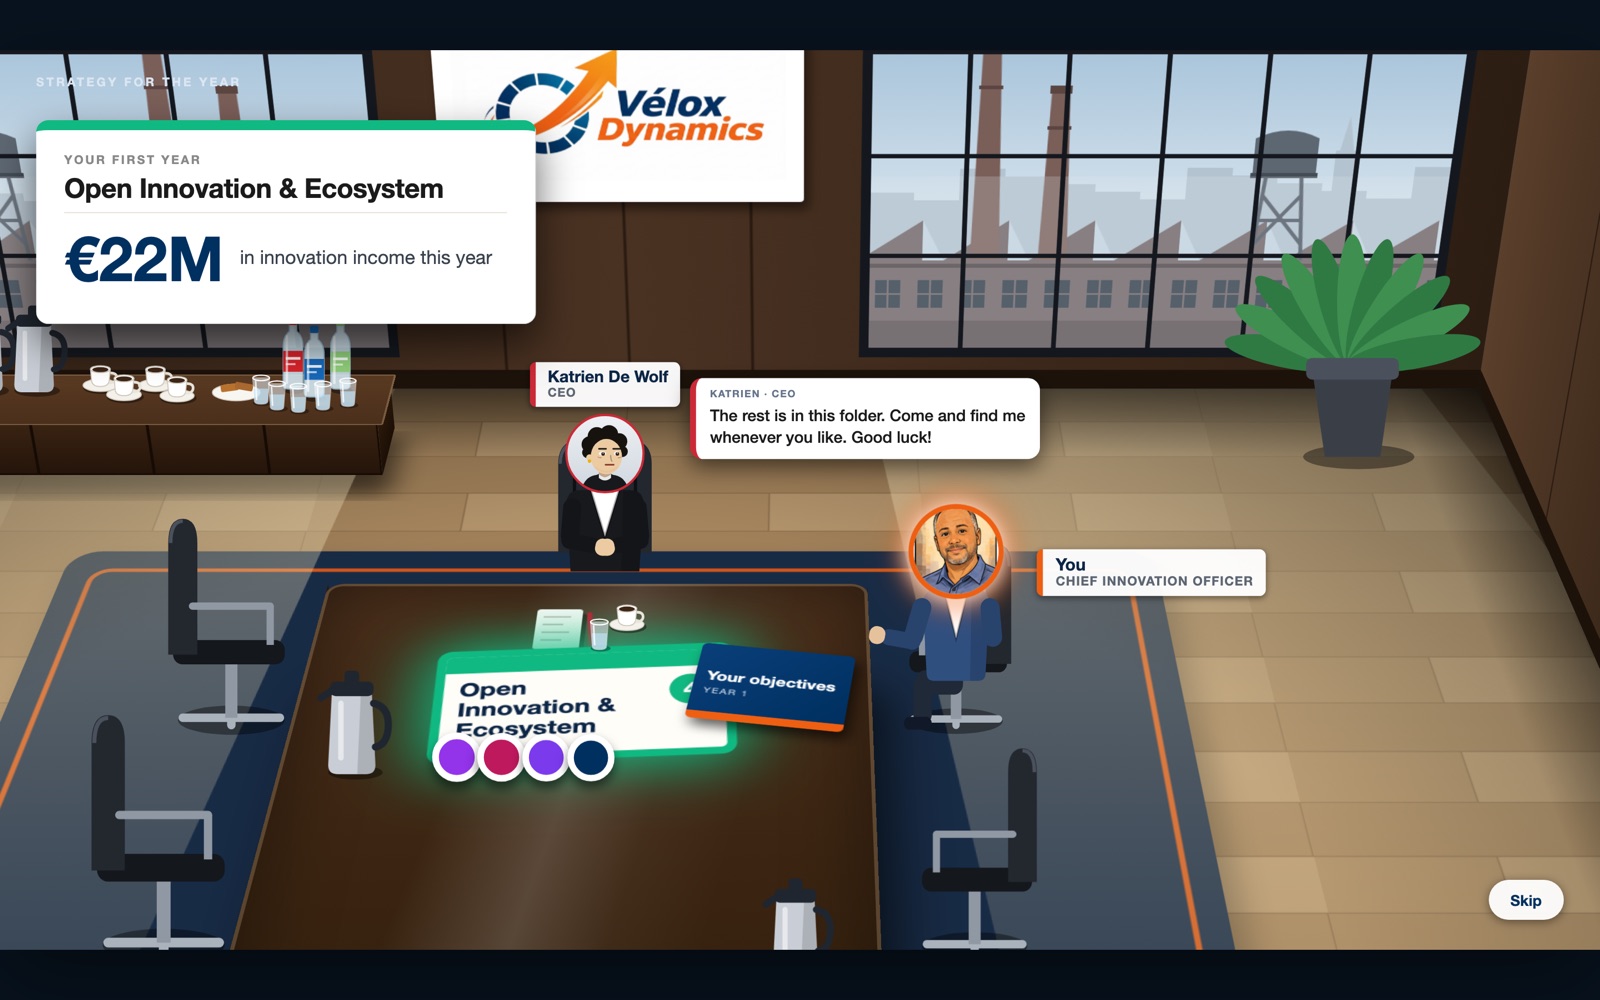 STRATEGY FOR THE YEAR
YOUR FIRST YEAR
Open Innovation & Ecosystem
€22M in innovation income this year
Vélox
Dynamics
Katrien De Wolf
CEO
KATRIEN · CEO
The rest is in this folder. Come and find me
whenever you like. Good luck!
You
CHIEF INNOVATION OFFICER
Open
Innovation &
Ecosystem
Your objectives
YEAR 1
Skip